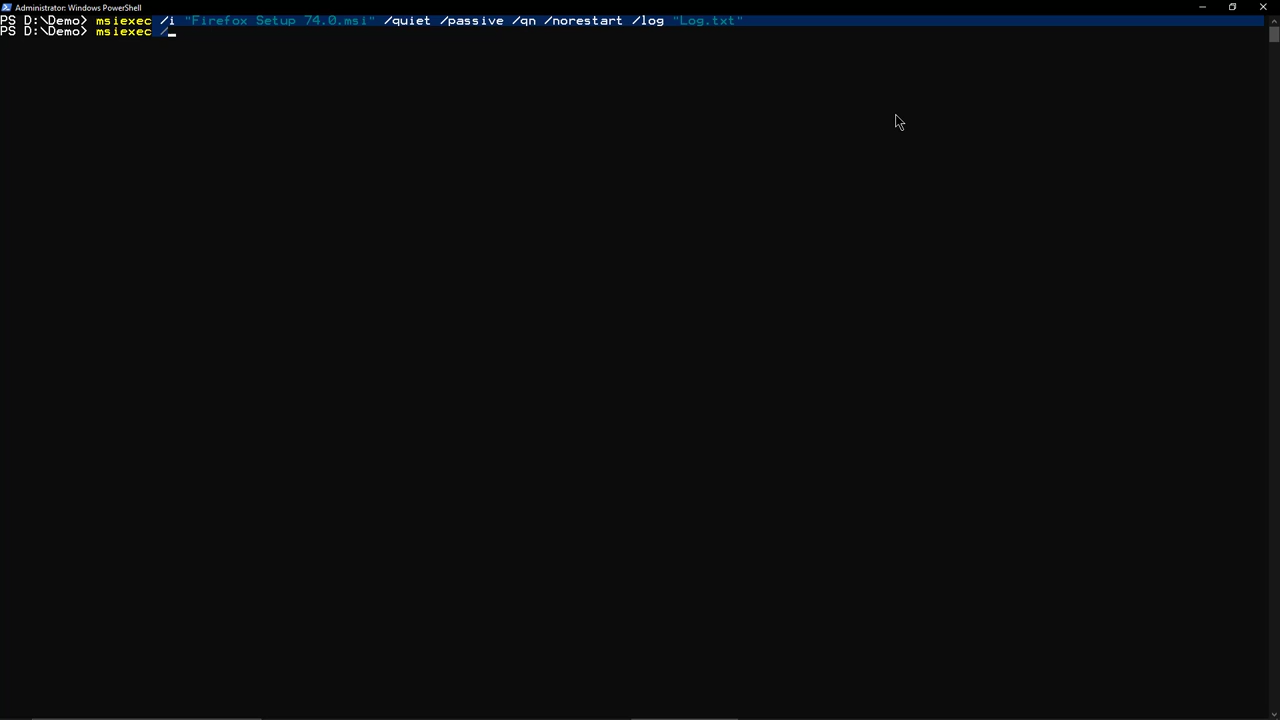 Administrator: Windows PowerShell
PS D:\Demo> msiexec /i "Firefox Setup 74.0.msi" /quiet /passive /qn /norestart /log "Log.txt"
PS D:\Demo> msiexec /